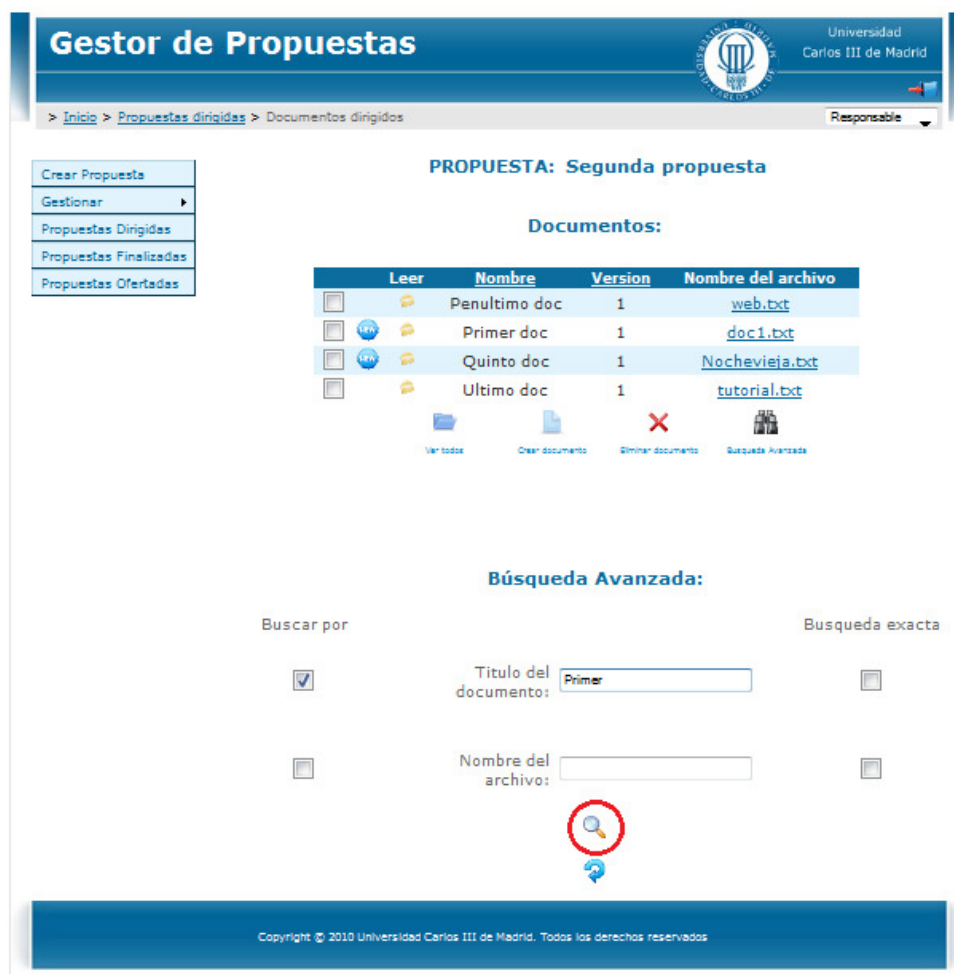 Gestor de Propuestas
Universidad
Carlos III de Madrid
> Inicio > Propuestas dirigidas > Documentos dirigidos
Responsable
Crear Propuesta
Gestionar
Propuestas Dirigidas
Propuestas Finalizadas
Propuestas Ofertadas
PROPUESTA: Segunda propuesta
Documentos:
Leer Nombre Version Nombre del archivo
Penultimo doc 1 web.txt
Primer doc 1 doc1.txt
Quinto doc 1 Nochevieja.txt
Ultimo doc 1 tutorial.txt
Ver todos Crear documento Eliminar documento Busqueda Avanzada
Búsqueda Avanzada:
Buscar por Busqueda exacta
Titulo del
documento: Primer
Nombre del
archivo:
Copyright © 2010 Universidad Carlos III de Madrid. Todos los derechos reservados